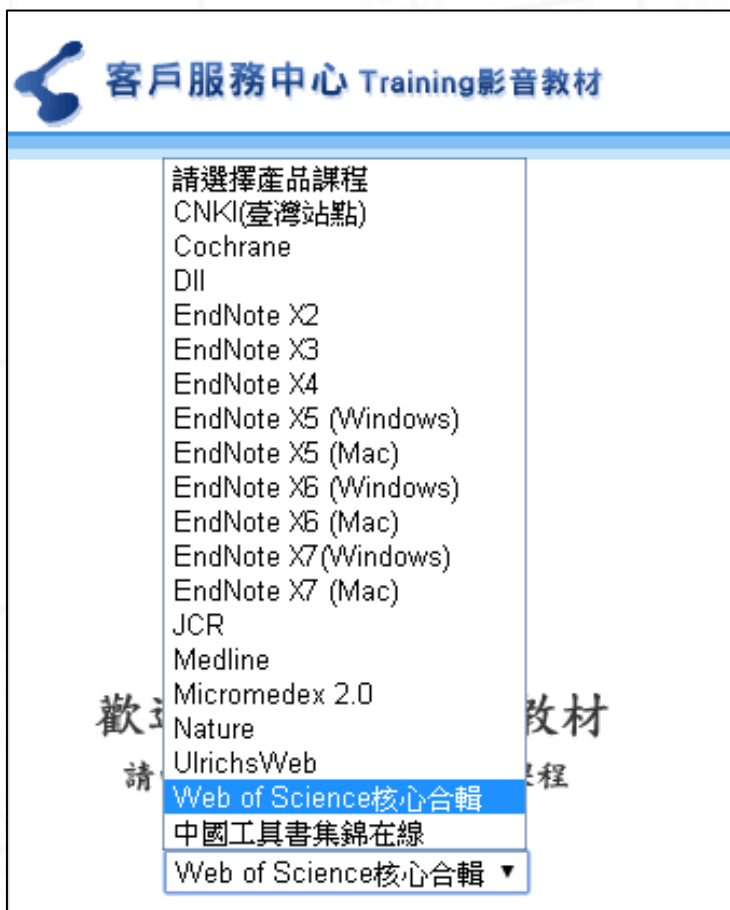 客戶服務中心 Training影音教材
請選擇產品課程
CNKI(臺灣站點)
Cochrane
DII
EndNote X2
EndNote X3
EndNote X4
EndNote X5 (Windows)
EndNote X5 (Mac)
EndNote X6 (Windows)
EndNote X6 (Mac)
EndNote X7(Windows)
EndNote X7 (Mac)
JCR
Medline
Micromedex 2.0
Nature
UlrichsWeb
Web of Science核心合輯
中國工具書集錦在線
Web of Science核心合輯 ▼
歡 教材
請 程